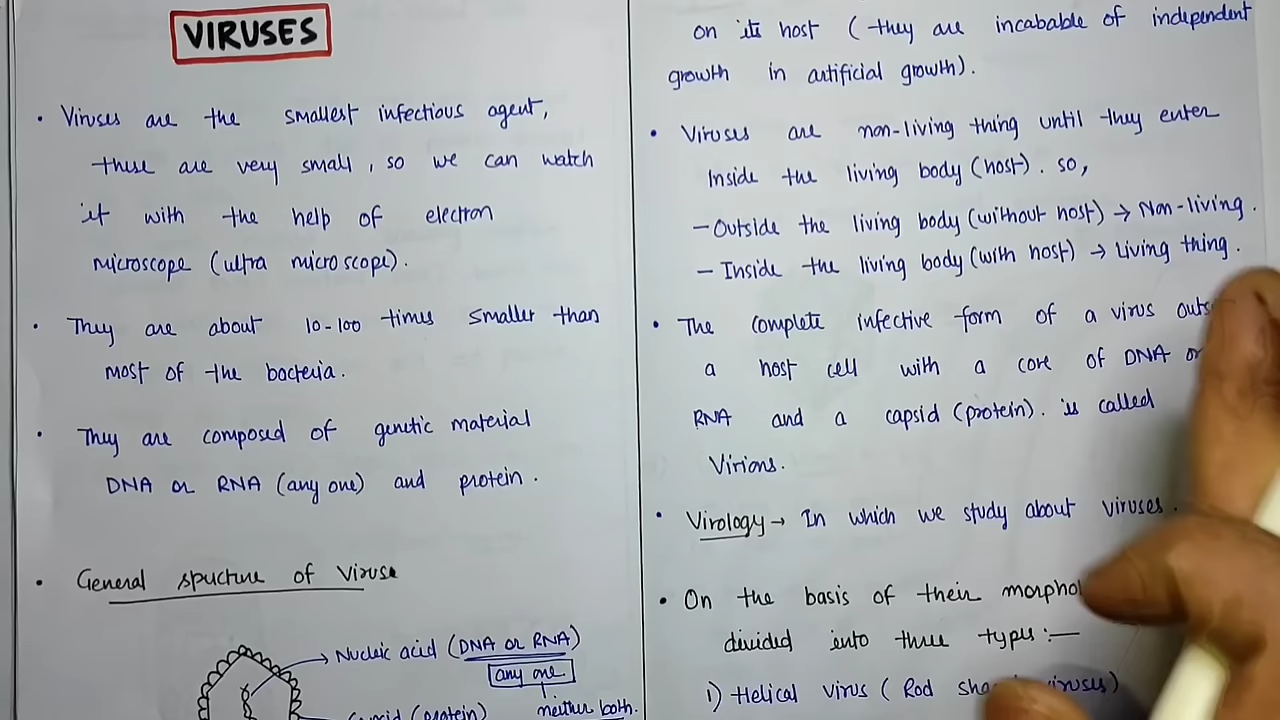 VIRUSES
• Viruses are the smallest infectious agent,
these are very small, so we can watch
it with the help of electron
microscope (ultra microscope).
• They are about 10-100 times smaller than
most of the bacteria.
• They are composed of genetic material
DNA or RNA (any one) and protein.
• General structure of Viruse
Nucleic acid (DNA or RNA)
any one
neither both.
(protein)
on its host (they are incabable of independent
growth in artificial growth).
• Viruses are non-living thing until they enter
Inside the living body (host). so,
- Outside the living body (without host) → Non-living.
- Inside the living body (with host) → Living thing.
• The complete infective form of a virus
a host cell with a core of DNA or
RNA and a capsid (protein). is called
Virions.
• Virology → In which we study about viruses.
• On the basis of their
divided into three types :—
i) Helical virus ( Rod viruses)